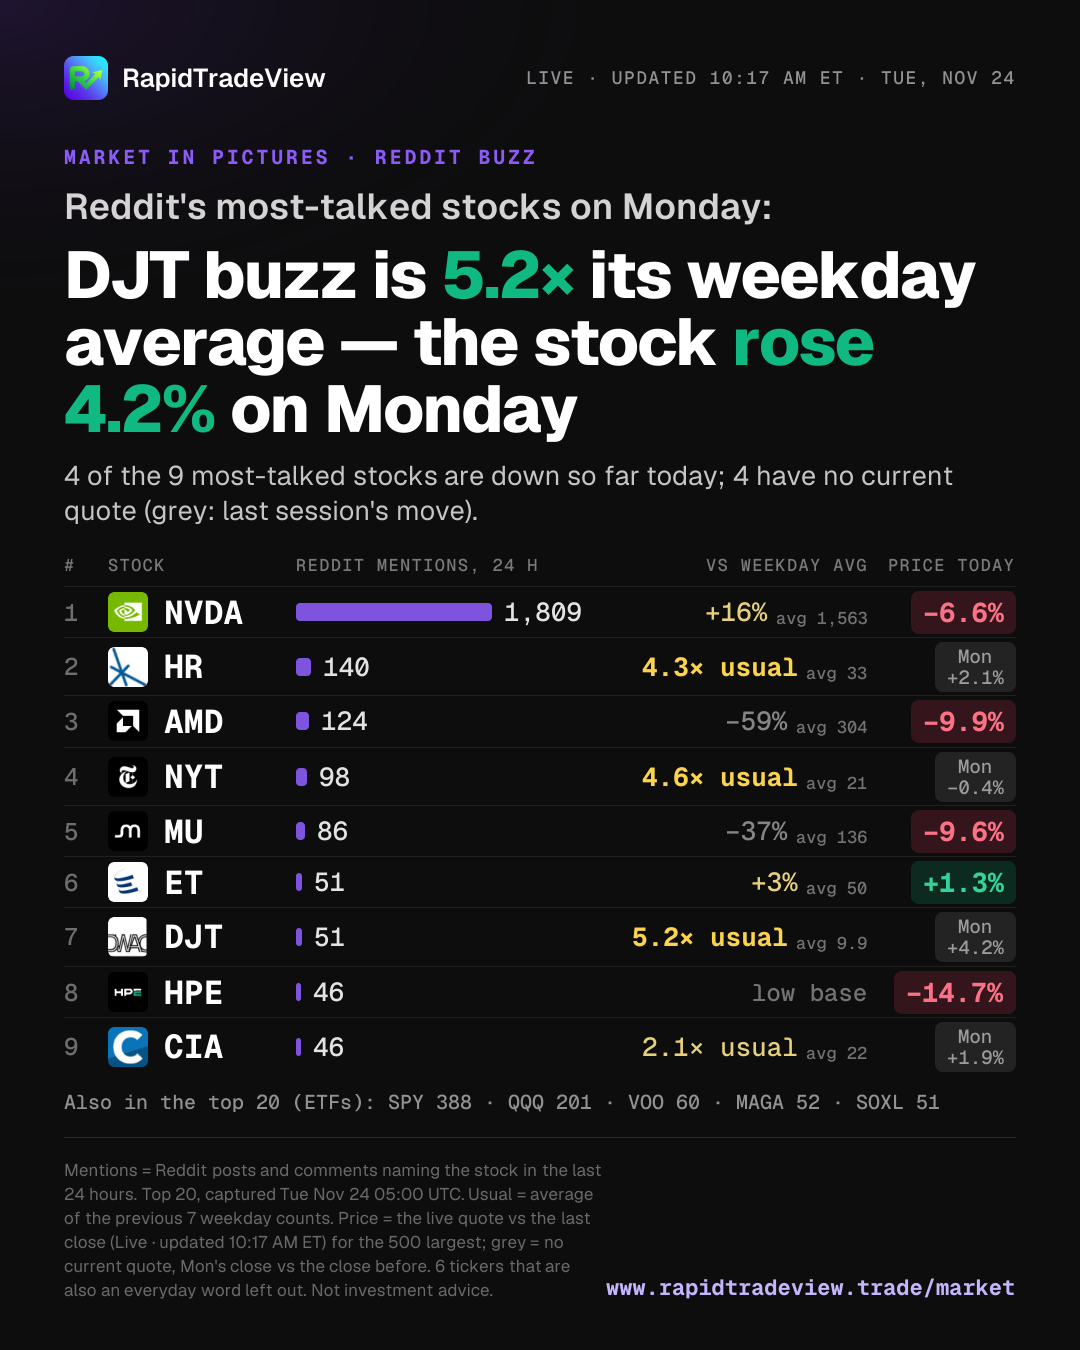 RapidTradeView
LIVE · UPDATED 10:17 AM ET · TUE, NOV 24
MARKET IN PICTURES · REDDIT BUZZ
Reddit's most-talked stocks on Monday:
DJT buzz is 5.2× its weekday
average — the stock rose
4.2% on Monday
4 of the 9 most-talked stocks are down so far today; 4 have no current
quote (grey: last session's move).
# STOCK REDDIT MENTIONS, 24 H VS WEEKDAY AVG PRICE TODAY
1 NVDA 1,809 +16% avg 1,563 −6.6%
2 HR 140 4.3× usual avg 33 Mon +2.1%
3 AMD 124 −59% avg 304 −9.9%
4 NYT 98 4.6× usual avg 21 Mon −0.4%
5 MU 86 −37% avg 136 −9.6%
6 ET 51 +3% avg 50 +1.3%
7 DWAC DJT 51 5.2× usual avg 9.9 Mon +4.2%
8 HPE HPE 46 low base −14.7%
9 CIA 46 2.1× usual avg 22 Mon +1.9%
Also in the top 20 (ETFs): SPY 388 · QQQ 201 · VOO 60 · MAGA 52 · SOXL 51
Mentions = Reddit posts and comments naming the stock in the last
24 hours. Top 20, captured Tue Nov 24 05:00 UTC. Usual = average
of the previous 7 weekday counts. Price = the live quote vs the last
close (Live · updated 10:17 AM ET) for the 500 largest; grey = no
current quote, Mon's close vs the close before. 6 tickers that are
also an everyday word left out. Not investment advice.
www.rapidtradeview.trade/market